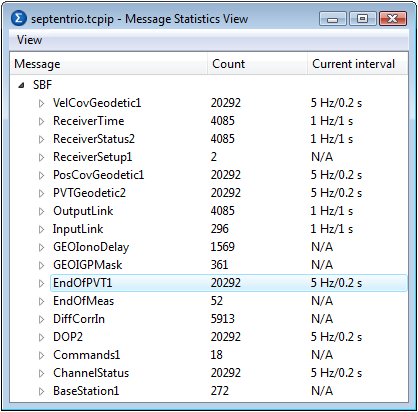 septentrio.tcpip - Message Statistics View
View
Message Count Current interval
SBF
VelCovGeodetic1 20292 5 Hz/0.2 s
ReceiverTime 4085 1 Hz/1 s
ReceiverStatus2 4085 1 Hz/1 s
ReceiverSetup1 2 N/A
PosCovGeodetic1 20292 5 Hz/0.2 s
PVTGeodetic2 20292 5 Hz/0.2 s
OutputLink 4085 1 Hz/1 s
InputLink 296 1 Hz/1 s
GEOIonoDelay 1569 N/A
GEOIGPMask 361 N/A
EndOfPVT1 20292 5 Hz/0.2 s
EndOfMeas 52 N/A
DiffCorrIn 5913 N/A
DOP2 20292 5 Hz/0.2 s
Commands1 18 N/A
ChannelStatus 20292 5 Hz/0.2 s
BaseStation1 272 N/A